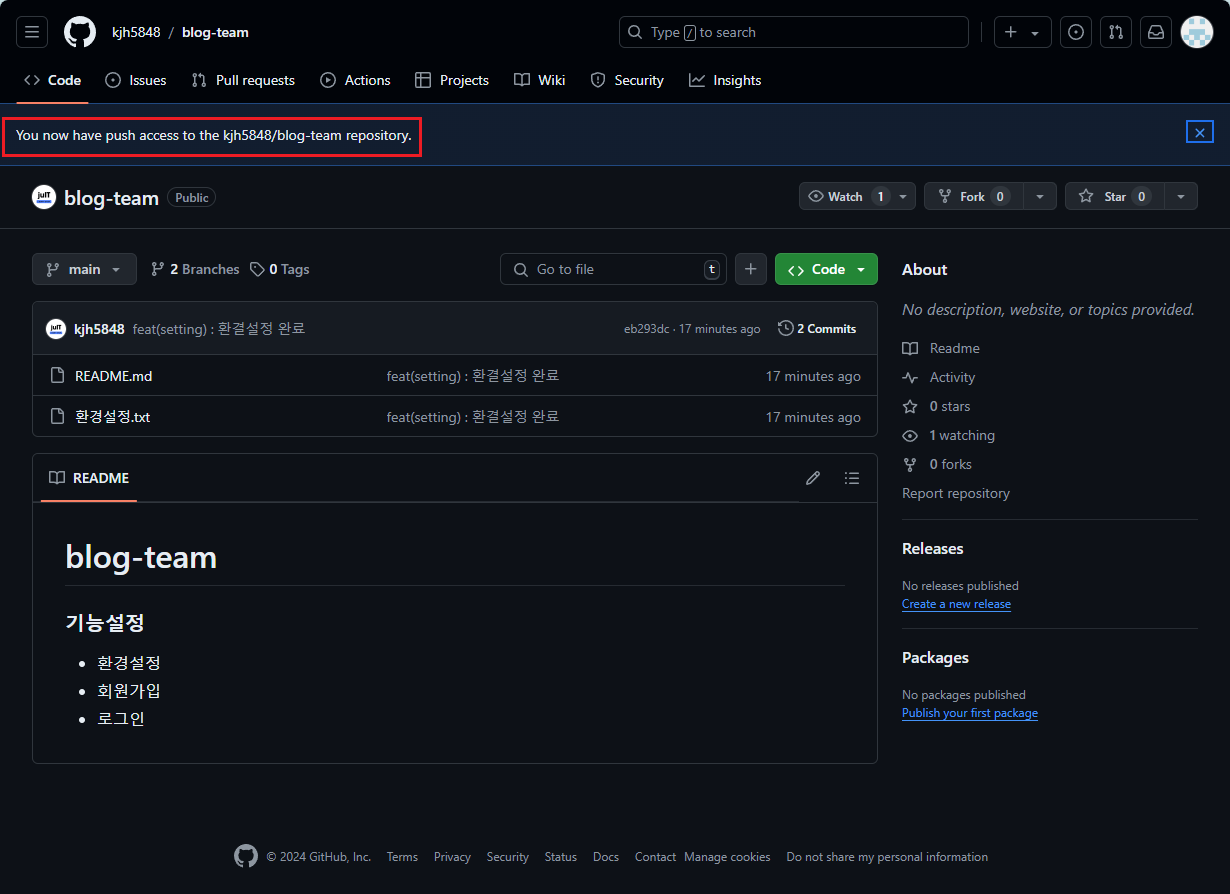 kjh5848 / blog-team
Type / to search
Code
Issues
Pull requests
Actions
Projects
Wiki
Security
Insights
You now have push access to the kjh5848/blog-team repository.
juIT blog-team Public
Watch 1
Fork 0
Star 0
main
2 Branches
0 Tags
Go to file t
Code
juIT kjh5848 feat(setting) : 환결설정 완료 eb293dc · 17 minutes ago 2 Commits
README.md feat(setting) : 환결설정 완료 17 minutes ago
환경설정.txt feat(setting) : 환결설정 완료 17 minutes ago
README
blog-team
기능설정
환경설정
회원가입
로그인
About
No description, website, or topics provided.
Readme
Activity
0 stars
1 watching
0 forks
Report repository
Releases
No releases published
Create a new release
Packages
No packages published
Publish your first package
© 2024 GitHub, Inc. Terms Privacy Security Status Docs Contact Manage cookies Do not share my personal information